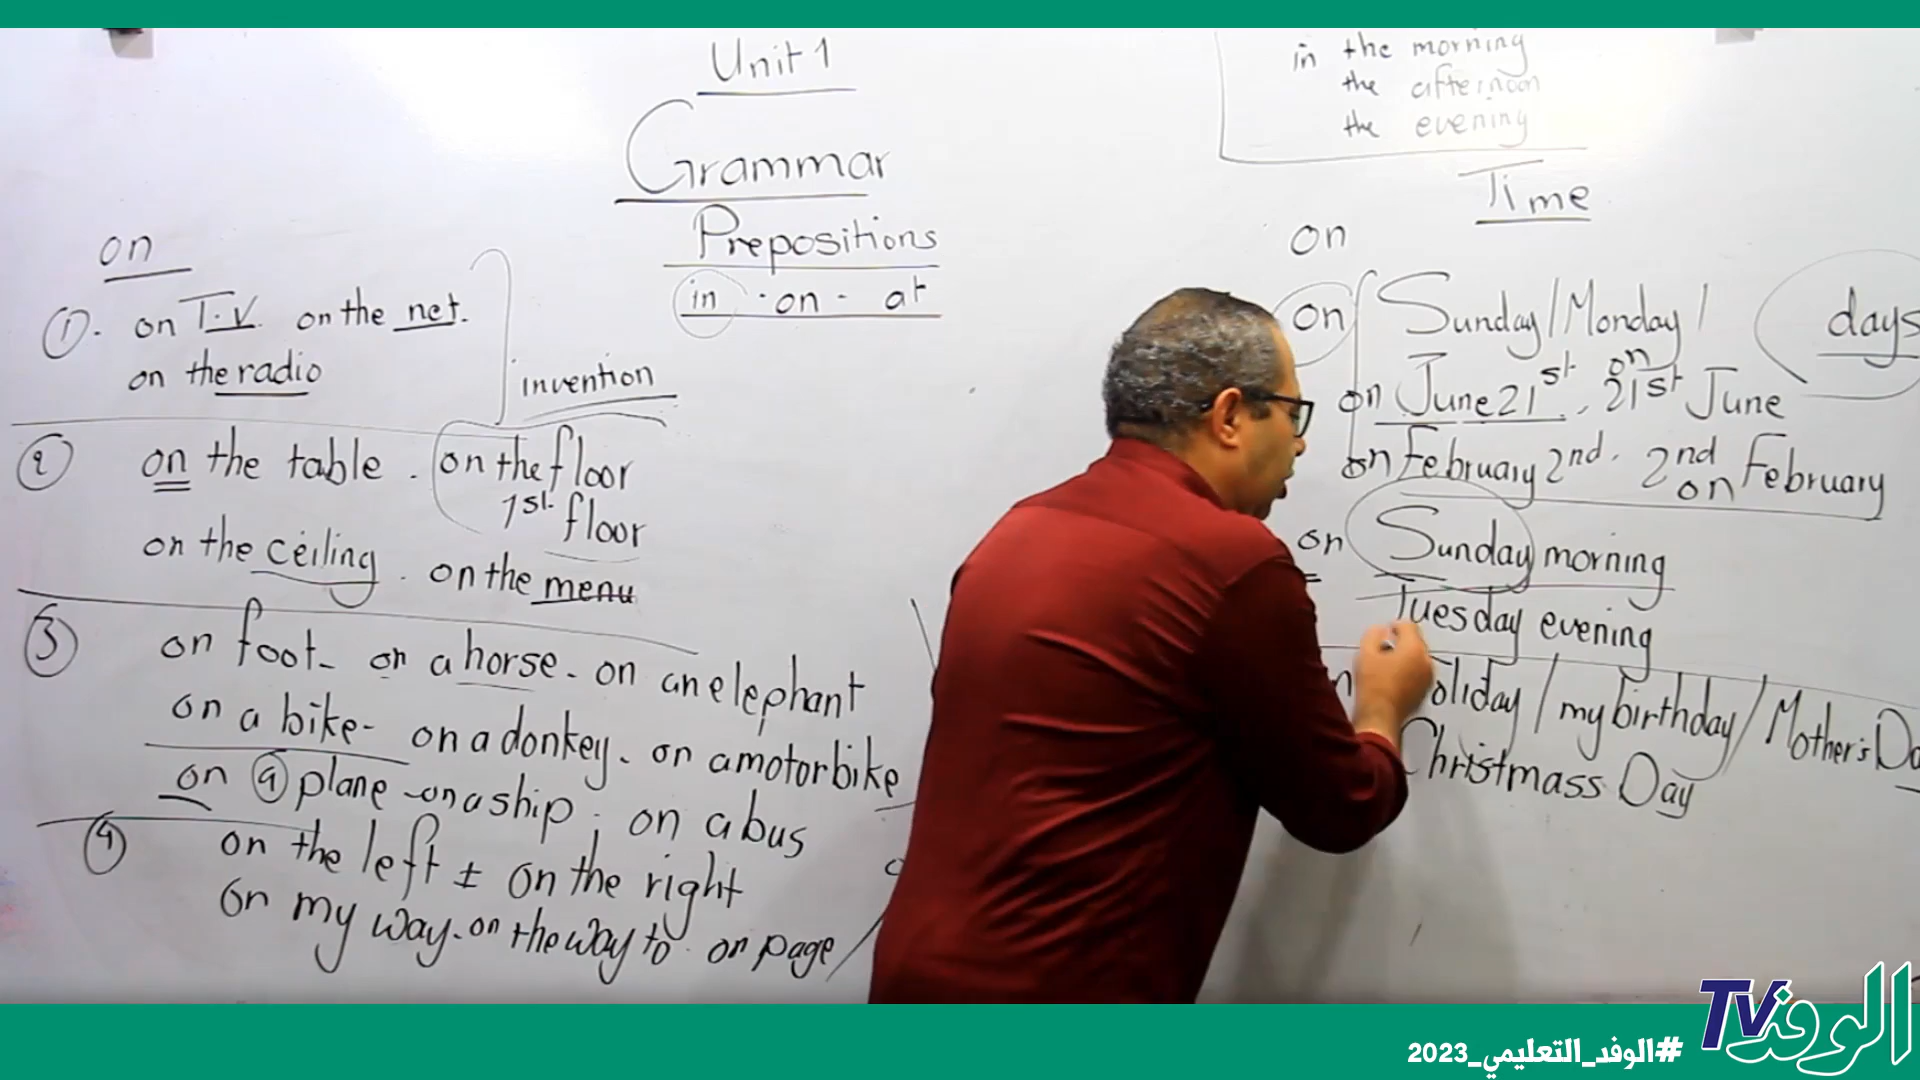 Unit 1
Grammar
Prepositions
in . on . at
on
① . on T.V. on the net.
on the radio
invention
② on the table . on the floor
1st floor
on the ceiling . on the menu
③ on foot - on a horse - on an elephant
on a bike - on a donkey . on a motorbike
on a plane - on a ship ; on a bus
④ on the left ± on the right
on my way . on the way to . on page
in the morning
the afternoon
the evening
Time
on
on Sunday / Monday / days
on June 21st . on 21st June
on February 2nd . on 2nd February
on Sunday morning
Tuesday evening
my birthday / Mother's
Christmass Day
الوفد TV
#الوفد_التعليمي_2023